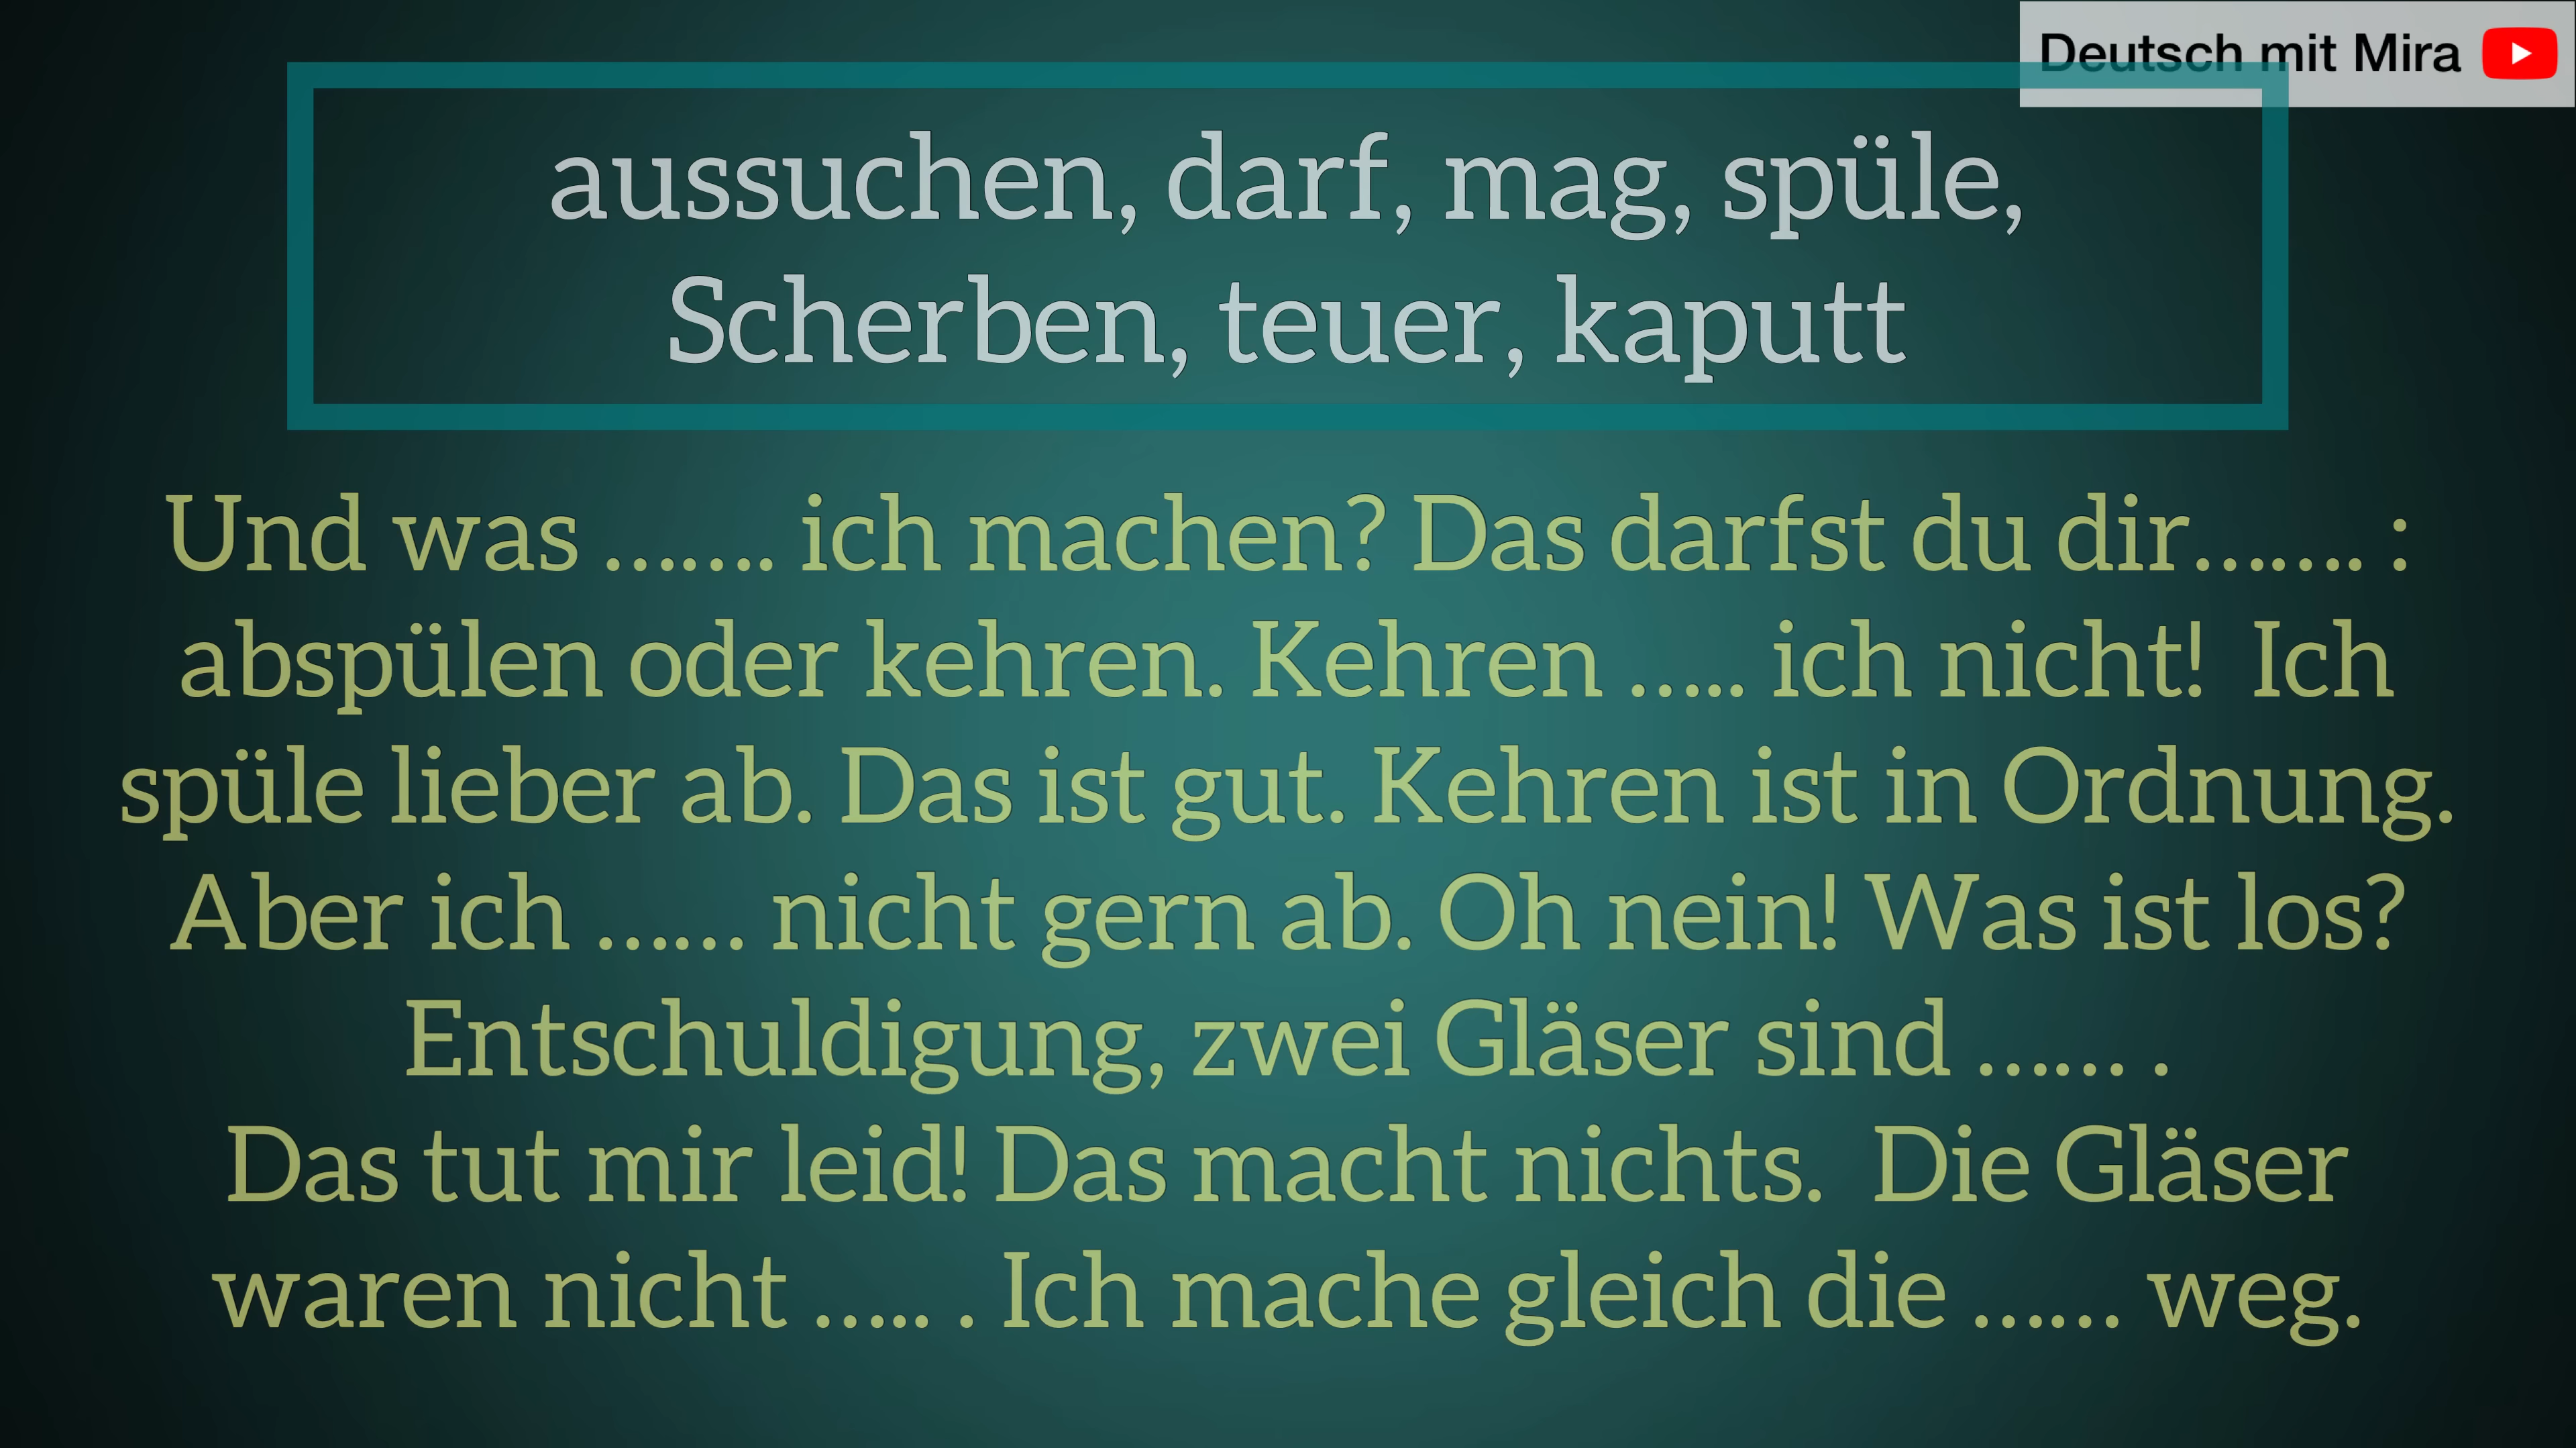 Deutsch mit Mira
aussuchen, darf, mag, spüle,
Scherben, teuer, kaputt
Und was ....... ich machen? Das darfst du dir....... :
abspülen oder kehren. Kehren ..... ich nicht!  Ich
spüle lieber ab. Das ist gut. Kehren ist in Ordnung.
Aber ich ...... nicht gern ab. Oh nein! Was ist los?
Entschuldigung, zwei Gläser sind ...... .
Das tut mir leid! Das macht nichts.  Die Gläser
waren nicht ..... . Ich mache gleich die ...... weg.